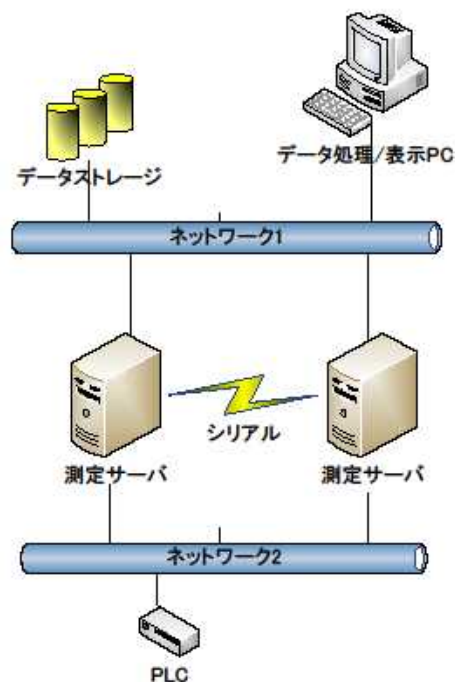 データストレージ
データ処理/表示PC
ネットワーク1
シリアル
測定サーバ
測定サーバ
ネットワーク2
PLC